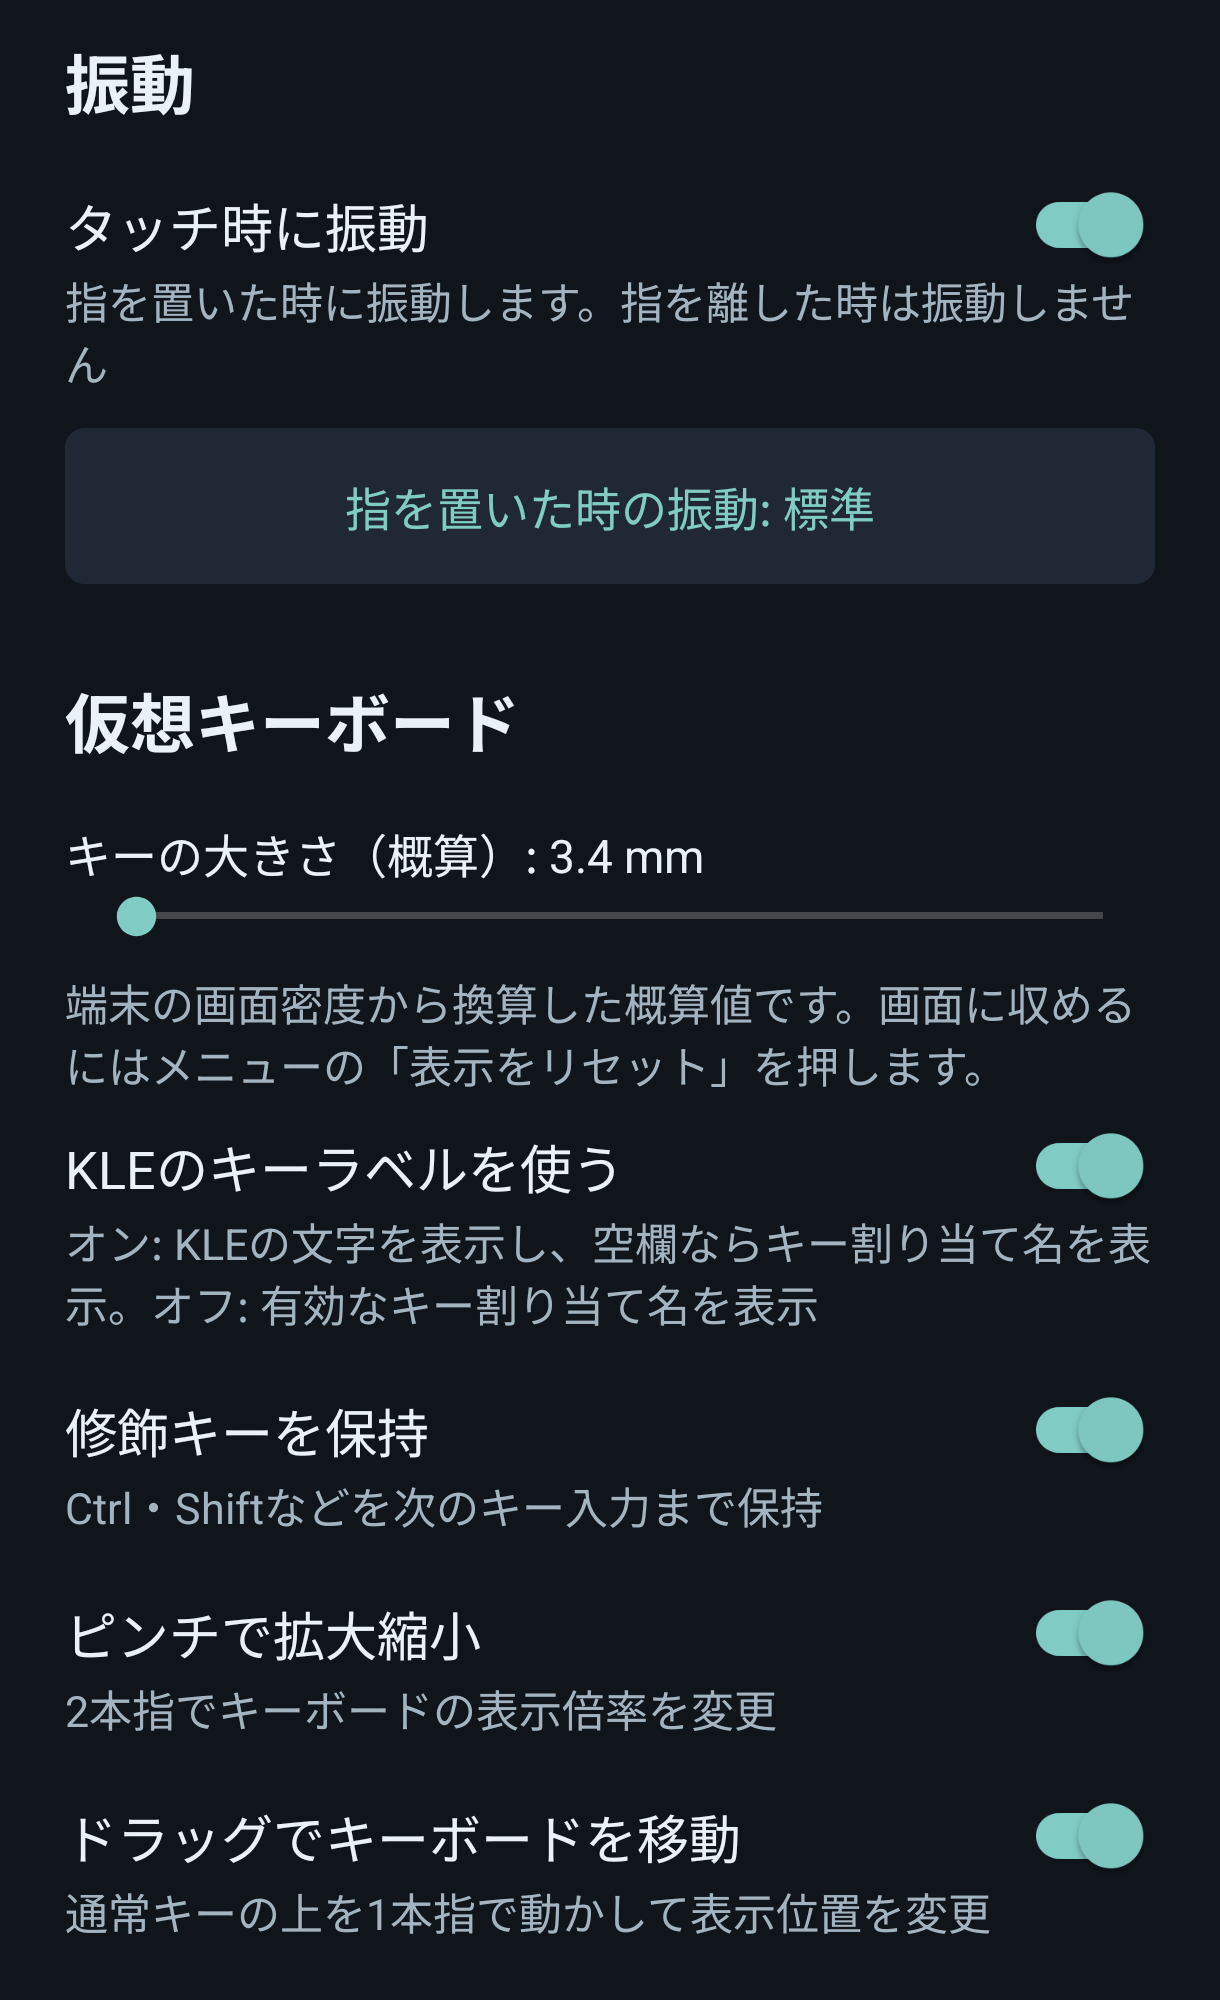 振動
タッチ時に振動
指を置いた時に振動します。指を離した時は振動しませ
ん
指を置いた時の振動: 標準
仮想キーボード
キーの大きさ（概算）: 3.4 mm
端末の画面密度から換算した概算値です。画面に収める
にはメニューの「表示をリセット」を押します。
KLEのキーラベルを使う
オン: KLEの文字を表示し、空欄ならキー割り当て名を表
示。オフ: 有効なキー割り当て名を表示
修飾キーを保持
Ctrl・Shiftなどを次のキー入力まで保持
ピンチで拡大縮小
2本指でキーボードの表示倍率を変更
ドラッグでキーボードを移動
通常キーの上を1本指で動かして表示位置を変更